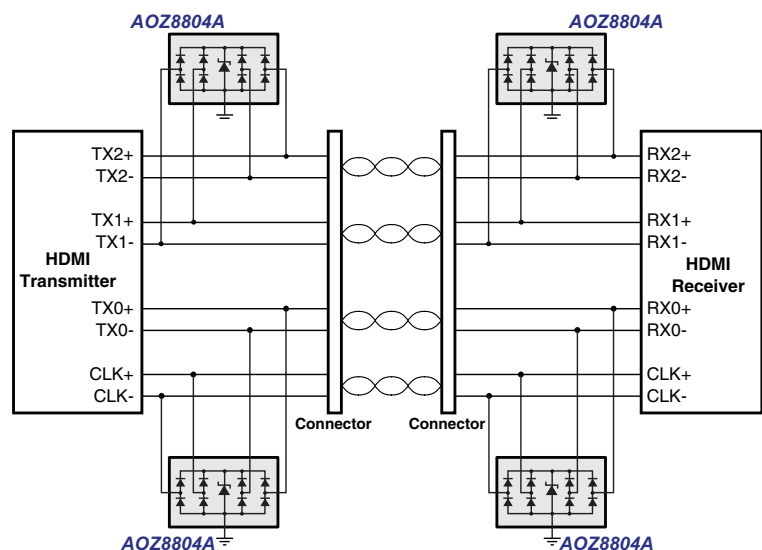 AOZ8804A
AOZ8804A
HDMI
Transmitter
TX2+
TX2-
TX1+
TX1-
TX0+
TX0-
CLK+
CLK-
Connector
Connector
RX2+
RX2-
RX1+
RX1-
RX0+
RX0-
CLK+
CLK-
HDMI
Receiver
AOZ8804A
AOZ8804A